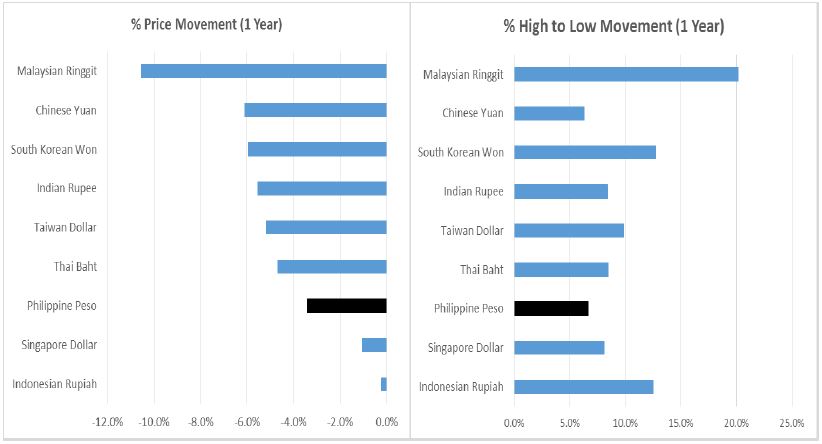 % Price Movement (1 Year)
Malaysian Ringgit
Chinese Yuan
South Korean Won
Indian Rupee
Taiwan Dollar
Thai Baht
Philippine Peso
Singapore Dollar
Indonesian Rupiah
-12.0% -10.0% -8.0% -6.0% -4.0% -2.0% 0.0%
% High to Low Movement (1 Year)
Malaysian Ringgit
Chinese Yuan
South Korean Won
Indian Rupee
Taiwan Dollar
Thai Baht
Philippine Peso
Singapore Dollar
Indonesian Rupiah
0.0% 5.0% 10.0% 15.0% 20.0% 25.0%